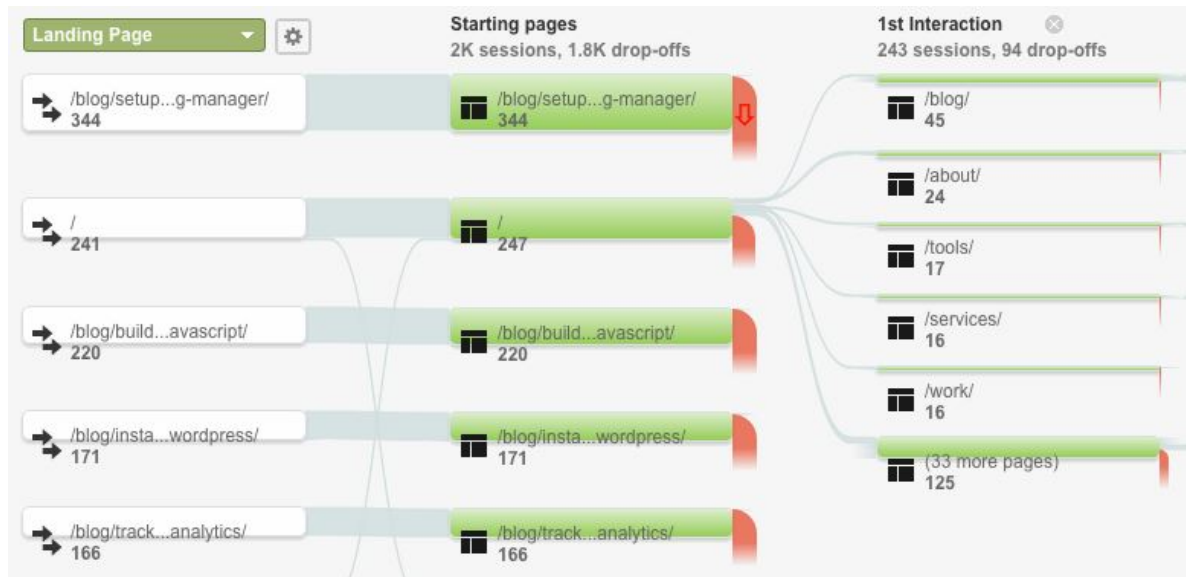 Landing Page
Starting pages
2K sessions, 1.8K drop-offs
1st Interaction
243 sessions, 94 drop-offs
/blog/setup...g-manager/
344
/
241
/blog/build...avascript/
220
/blog/insta...wordpress/
171
/blog/track...analytics/
166
/blog/setup...g-manager/
344
/
247
/blog/build...avascript/
220
/blog/insta...wordpress/
171
/blog/track...analytics/
166
/blog/
45
/about/
24
/tools/
17
/services/
16
/work/
16
(33 more pages)
125